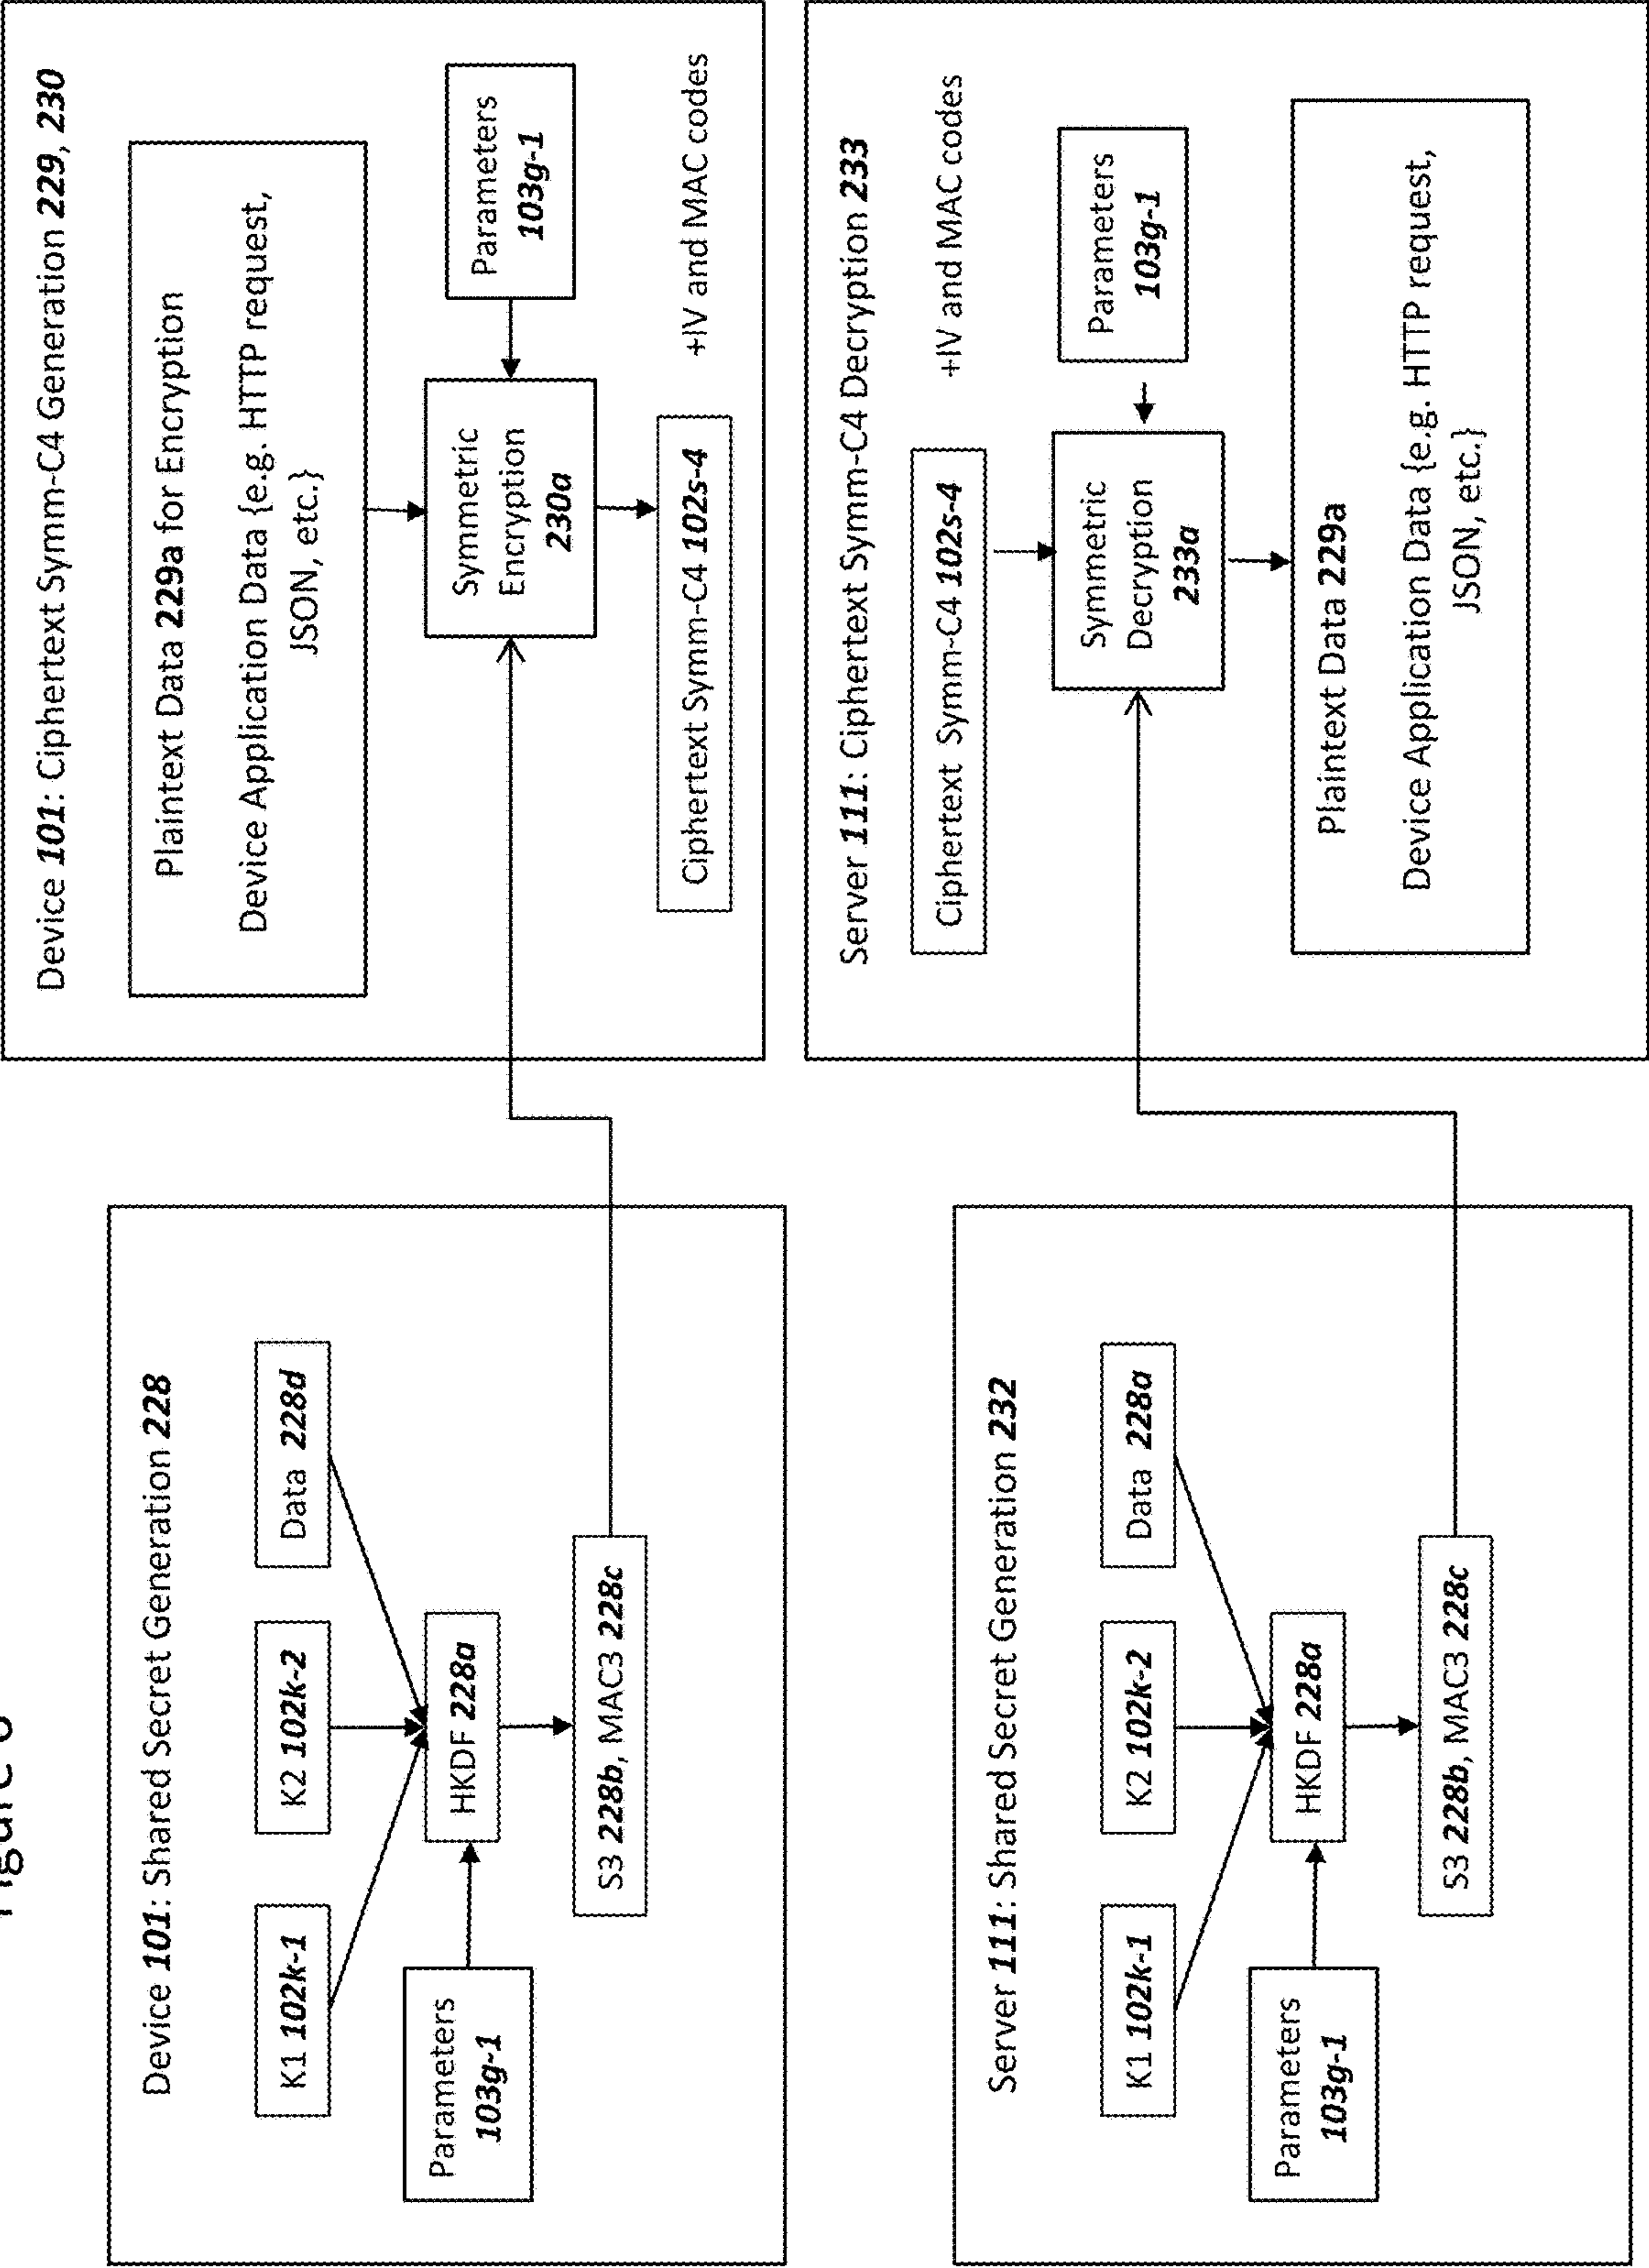 Figure
Device 101: Shared Secret Generation 228
K1 102k-1
K2 102k-2
Data 228d
Parameters
103g-1
HKDF 228a
S3 228b, MAC3 228c
Device 101: Ciphertext Symm-C4 Generation 229, 230
Plaintext Data 229a for Encryption
Device Application Data {e.g. HTTP request,
JSON, etc.}
Symmetric
Encryption
230a
Parameters
103g-1
Ciphertext Symm-C4 102s-4
+IV and MAC codes
Server 111: Shared Secret Generation 232
K1 102k-1
K2 102k-2
Data 228a
Parameters
103g-1
HKDF 228a
S3 228b, MAC3 228c
Server 111: Ciphertext Symm-C4 Decryption 233
Ciphertext Symm-C4 102s-4
+IV and MAC codes
Symmetric
Decryption
233a
Parameters
103g-1
Plaintext Data 229a
Device Application Data {e.g. HTTP request,
JSON, etc.}